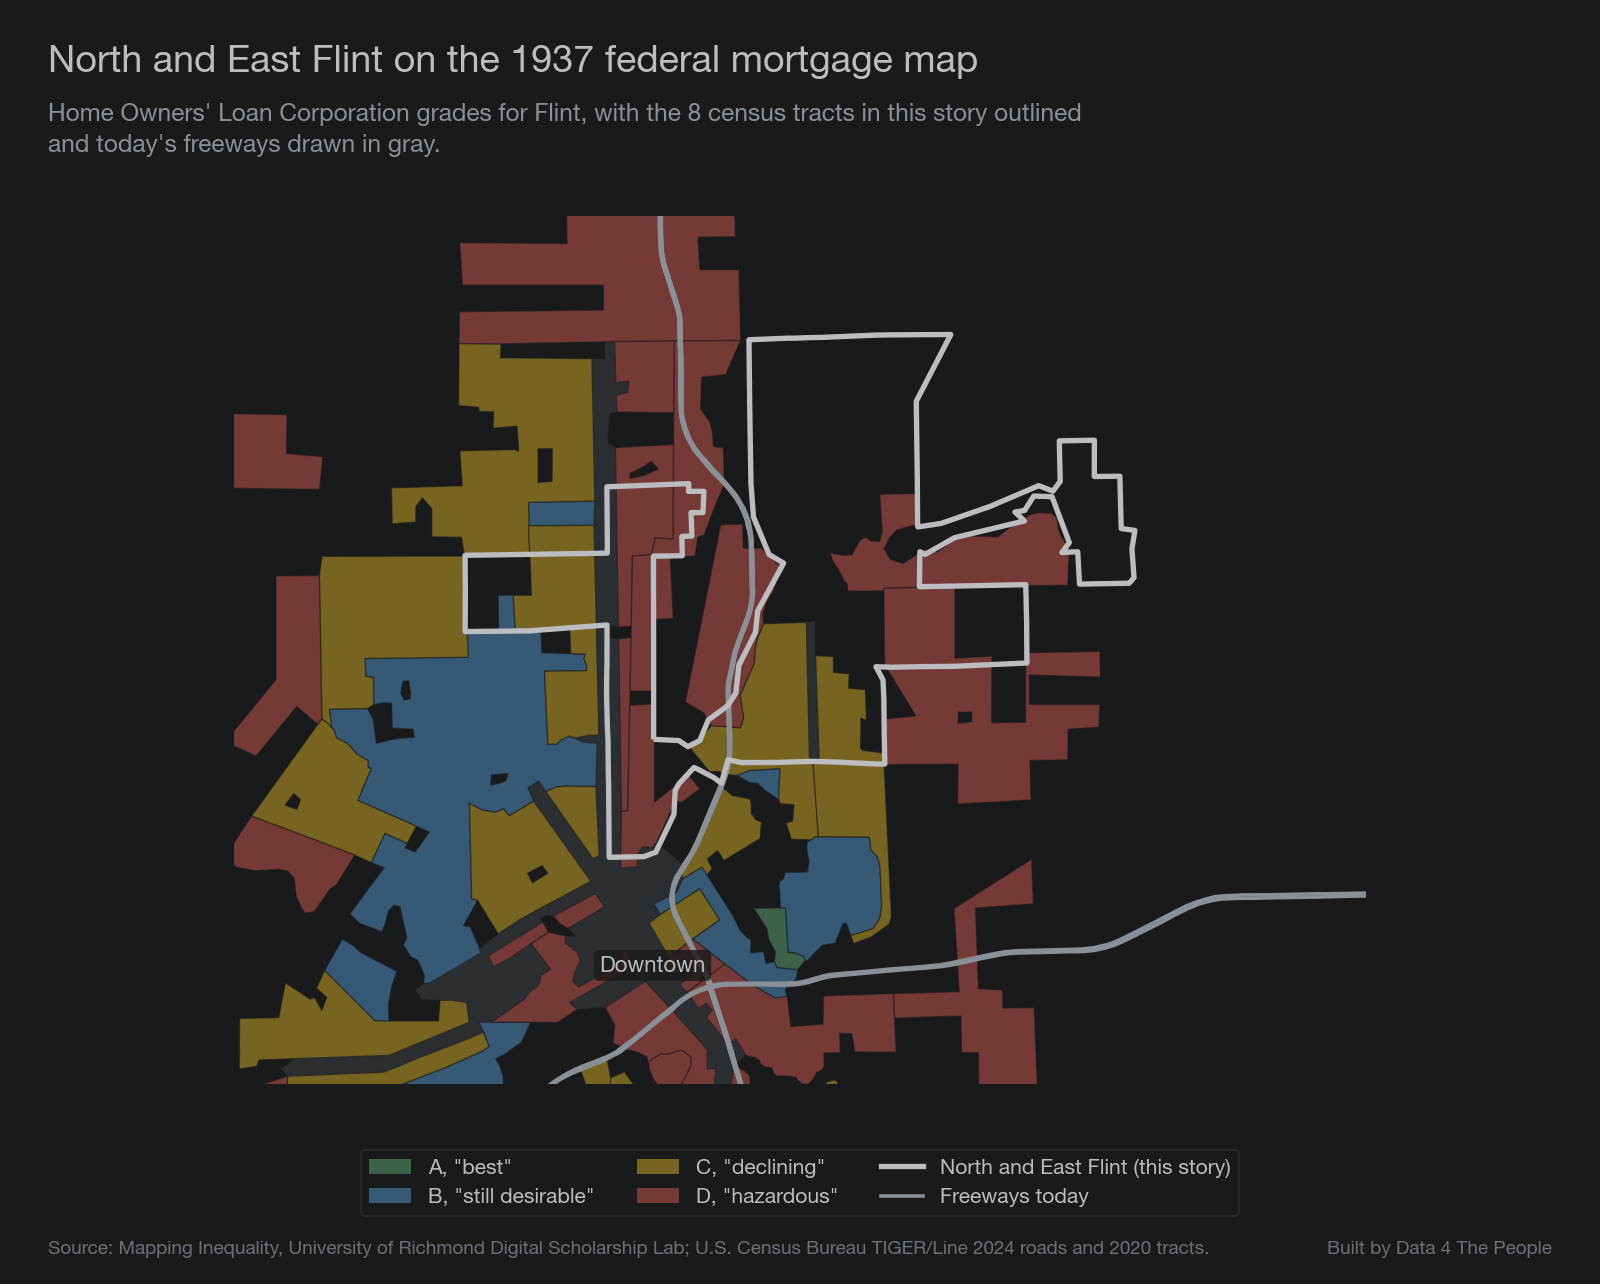 North and East Flint on the 1937 federal mortgage map
Home Owners' Loan Corporation grades for Flint, with the 8 census tracts in this story outlined
and today's freeways drawn in gray.
Downtown
A, "best"
B, "still desirable"
C, "declining"
D, "hazardous"
North and East Flint (this story)
Freeways today
Source: Mapping Inequality, University of Richmond Digital Scholarship Lab; U.S. Census Bureau TIGER/Line 2024 roads and 2020 tracts.
Built by Data 4 The People